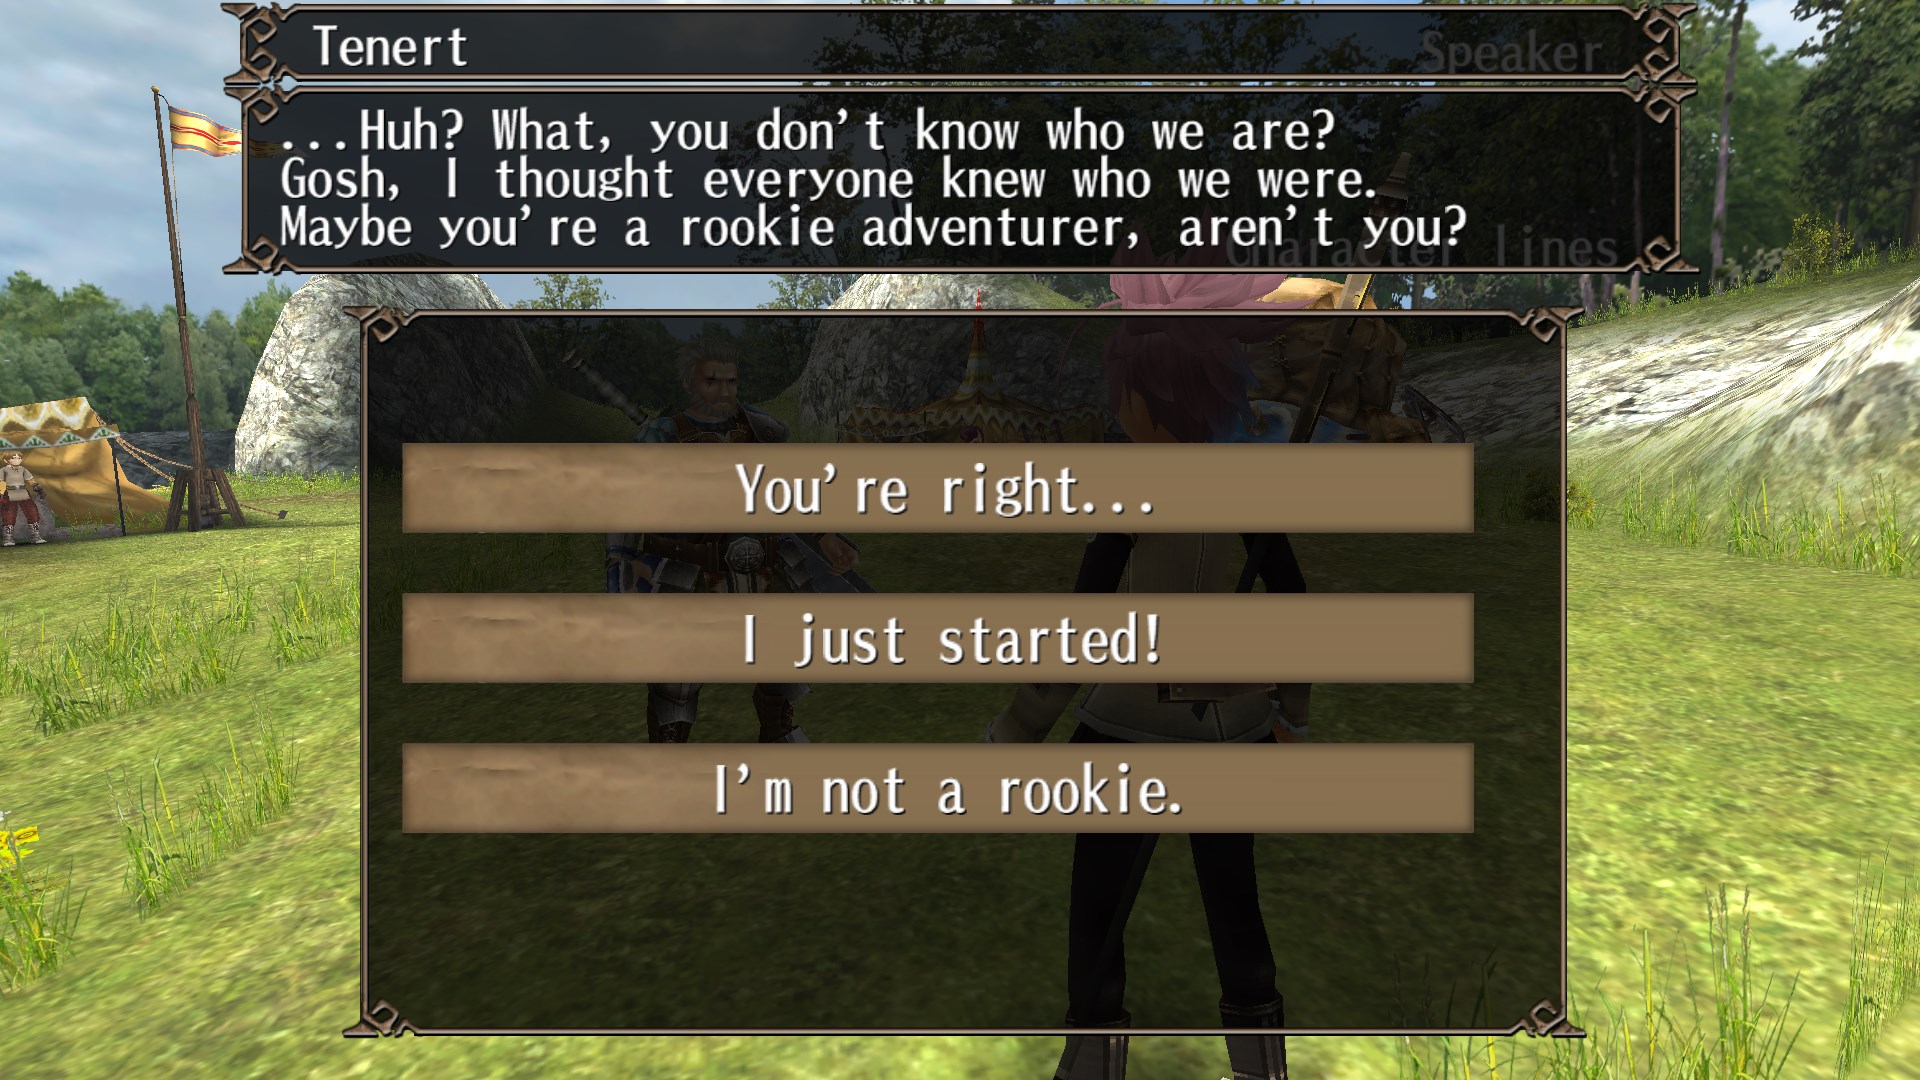 Tenert
Speaker
...Huh? What, you don't know who we are?
Gosh, I thought everyone knew who we were.
Maybe you're a rookie adventurer, aren't you?
Character Lines
You're right...
I just started!
I'm not a rookie.